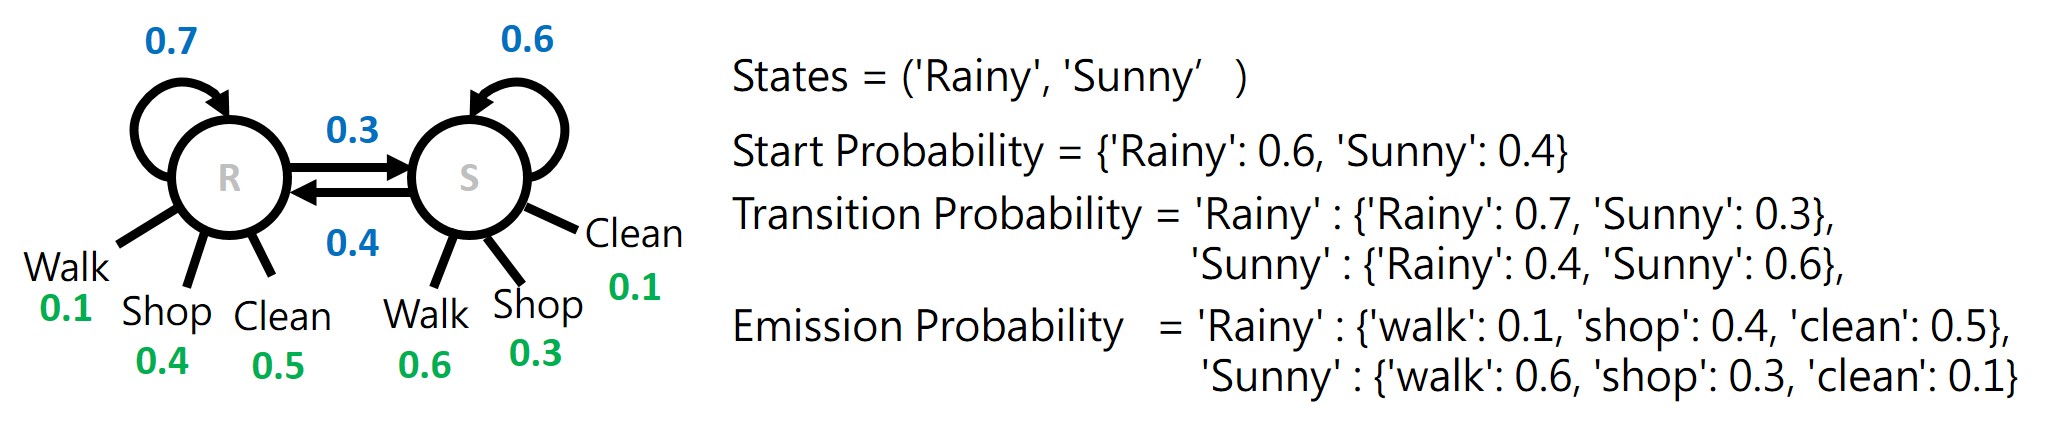 0.7
0.6
0.3
R
S
0.4
Walk
0.1
Shop
0.4
Clean
0.5
Walk
0.6
Shop
0.3
Clean
0.1
States = ('Rainy', 'Sunny’ )
Start Probability = {'Rainy': 0.6, 'Sunny': 0.4}
Transition Probability = 'Rainy' : {'Rainy': 0.7, 'Sunny': 0.3},
'Sunny' : {'Rainy': 0.4, 'Sunny': 0.6},
Emission Probability = 'Rainy' : {'walk': 0.1, 'shop': 0.4, 'clean': 0.5},
'Sunny' : {'walk': 0.6, 'shop': 0.3, 'clean': 0.1}